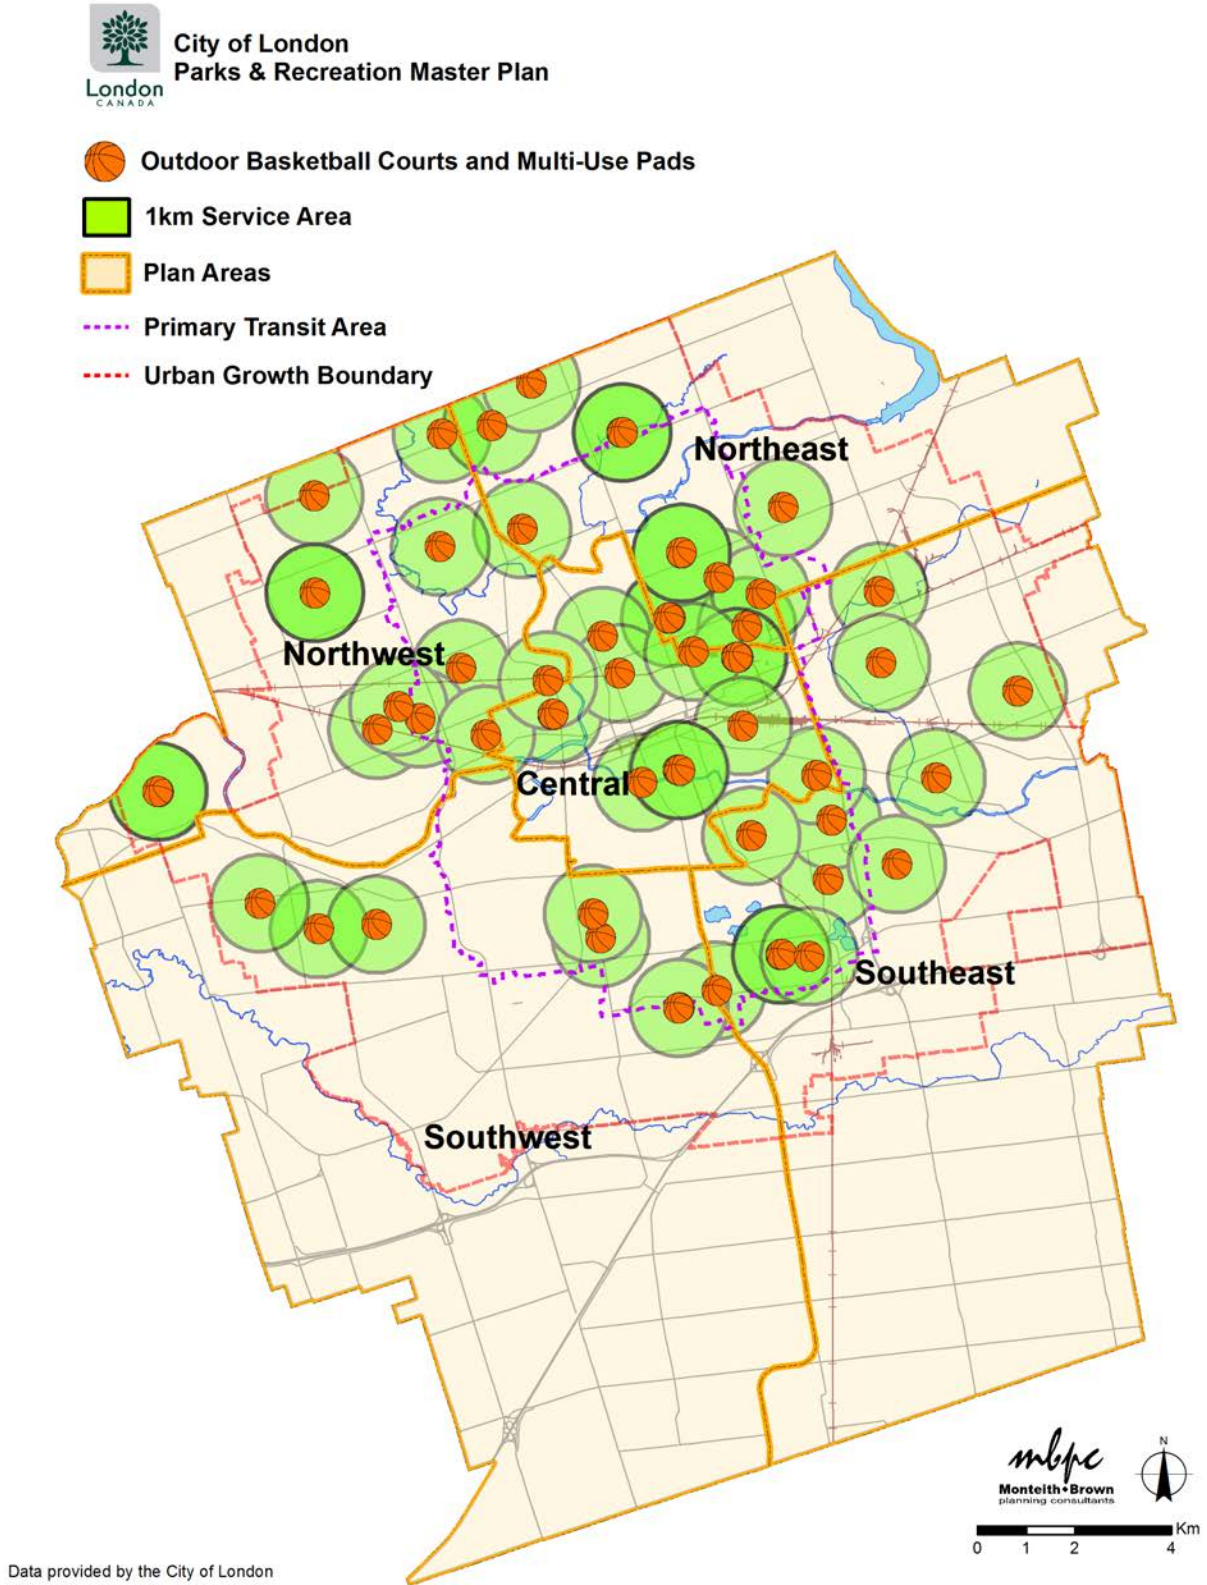 City of London
Parks & Recreation Master Plan
London
CANADA
Outdoor Basketball Courts and Multi-Use Pads
1km Service Area
Plan Areas
Primary Transit Area
Urban Growth Boundary
Northeast
Northwest
Central
Southeast
Southwest
mbpc
Monteith•Brown
planning consultants
N
Km
0 1 2 4
Data provided by the City of London